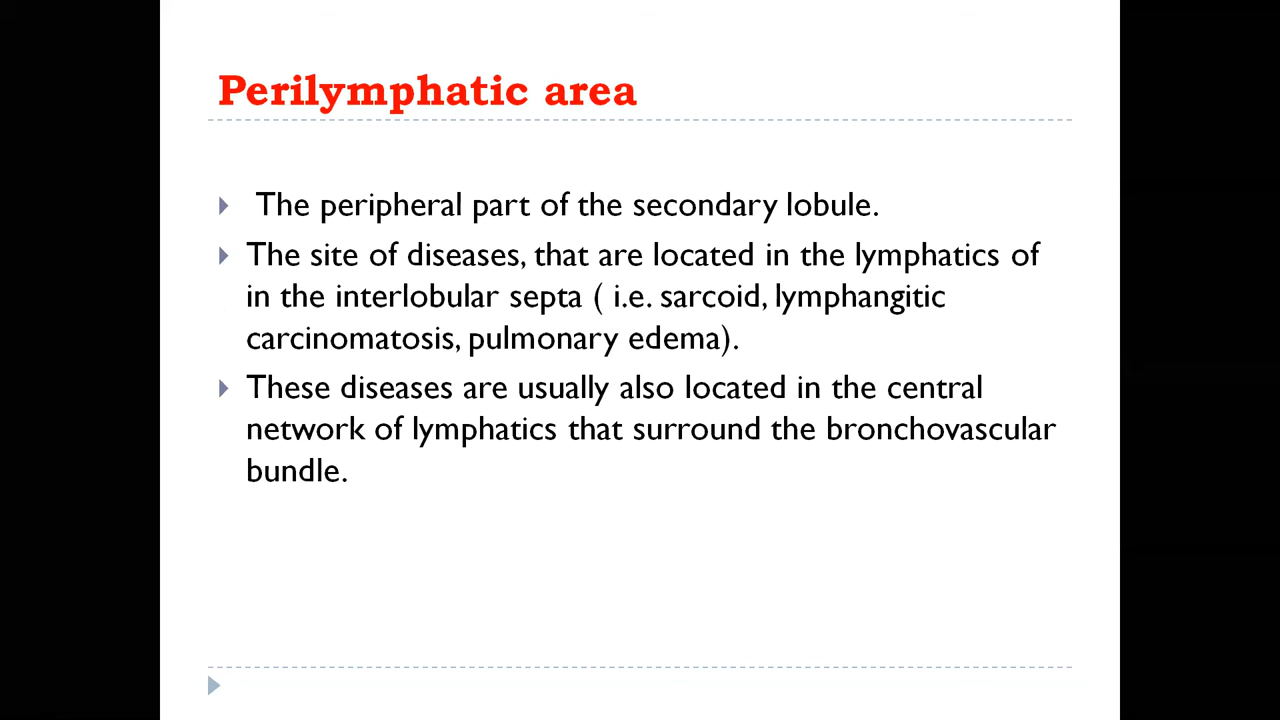 Perilymphatic area
The peripheral part of the secondary lobule.
The site of diseases, that are located in the lymphatics of
in the interlobular septa ( i.e. sarcoid, lymphangitic
carcinomatosis, pulmonary edema).
These diseases are usually also located in the central
network of lymphatics that surround the bronchovascular
bundle.